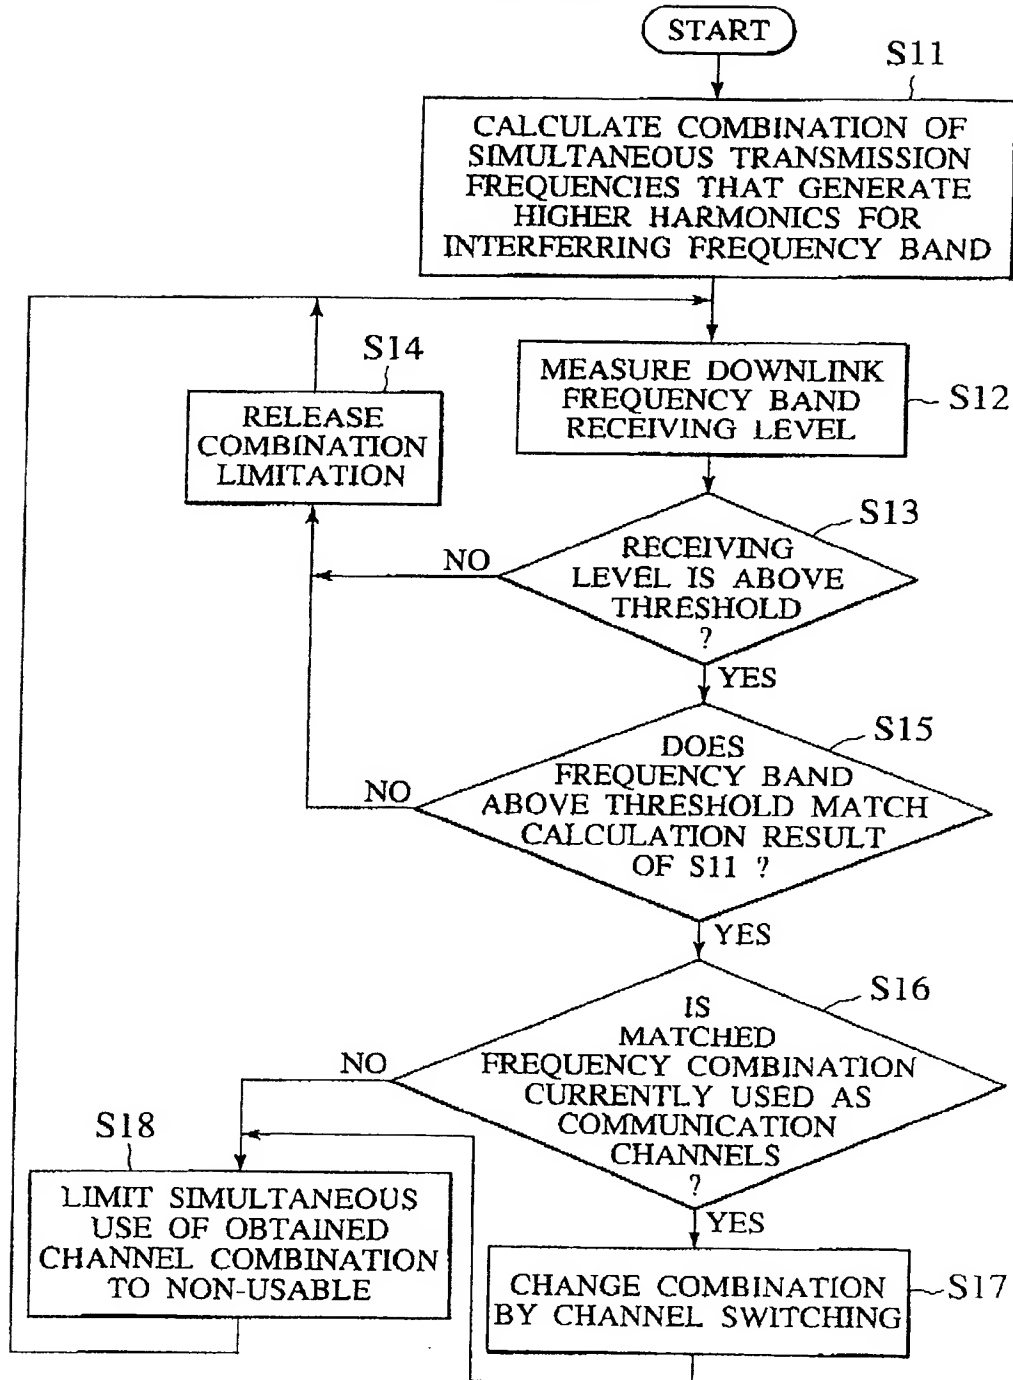 START
S11
CALCULATE COMBINATION OF
SIMULTANEOUS TRANSMISSION
FREQUENCIES THAT GENERATE
HIGHER HARMONICS FOR
INTERFERRING FREQUENCY BAND
S14
RELEASE
COMBINATION
LIMITATION
MEASURE DOWNLINK
FREQUENCY BAND
RECEIVING LEVEL
S12
S13
NO
RECEIVING
LEVEL IS ABOVE
THRESHOLD
?
YES
S15
NO
DOES
FREQUENCY BAND
ABOVE THRESHOLD MATCH
CALCULATION RESULT
OF S11 ?
YES
S16
NO
IS
MATCHED
FREQUENCY COMBINATION
CURRENTLY USED AS
COMMUNICATION
CHANNELS
?
YES
S18
LIMIT SIMULTANEOUS
USE OF OBTAINED
CHANNEL COMBINATION
TO NON-USABLE
CHANGE COMBINATION
BY CHANNEL SWITCHING
S17